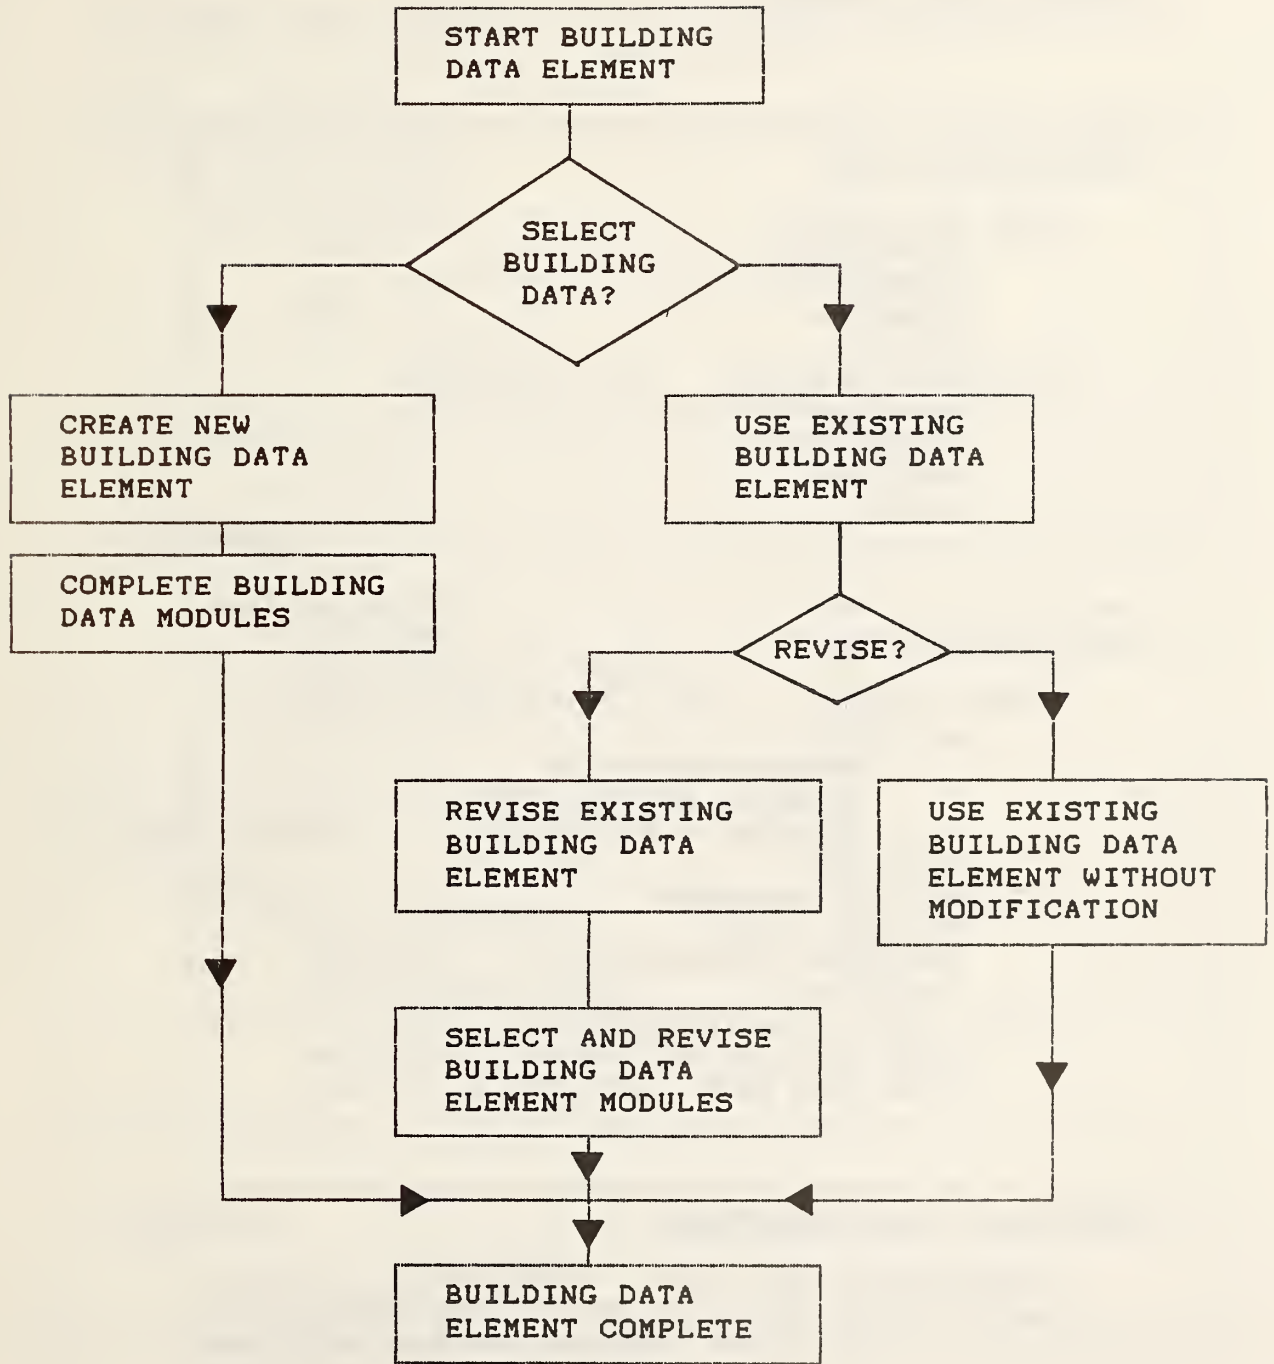 START BUILDING
DATA ELEMENT
SELECT
BUILDING
DATA?
CREATE NEW
BUILDING DATA
ELEMENT
USE EXISTING
BUILDING DATA
ELEMENT
COMPLETE BUILDING
DATA MODULES
REVISE?
REVISE EXISTING
BUILDING DATA
ELEMENT
USE EXISTING
BUILDING DATA
ELEMENT WITHOUT
MODIFICATION
SELECT AND REVISE
BUILDING DATA
ELEMENT MODULES
BUILDING DATA
ELEMENT COMPLETE